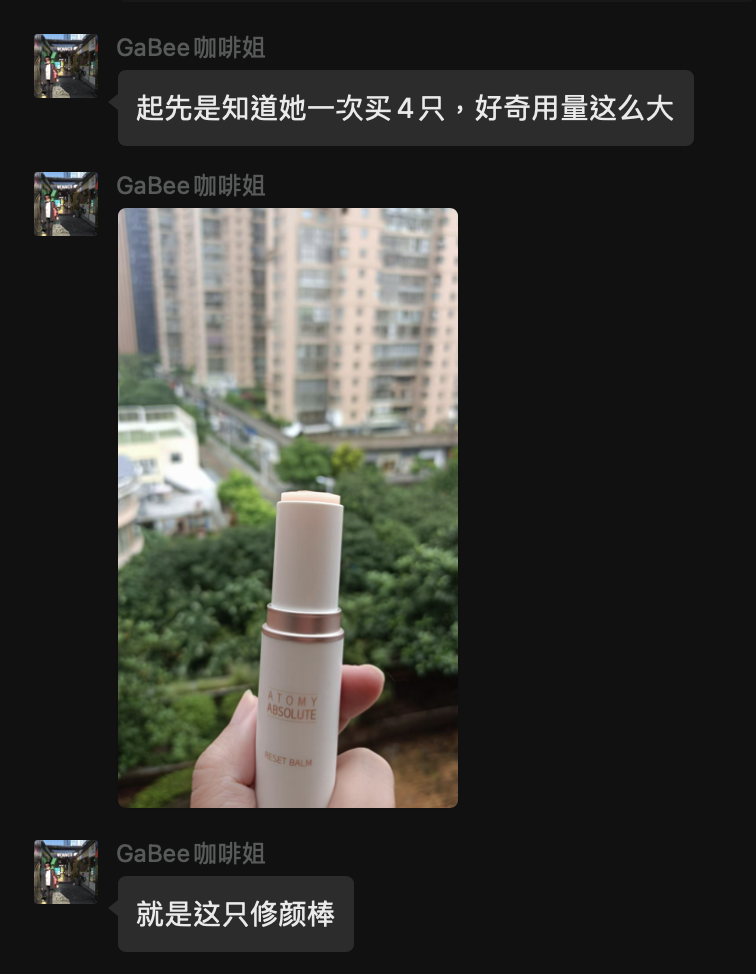 GaBee咖啡姐
起先是知道她一次买4只，好奇用量这么大
GaBee咖啡姐
ATOMY
ABSOLUTE
RESET BALM
GaBee咖啡姐
就是这只修颜棒